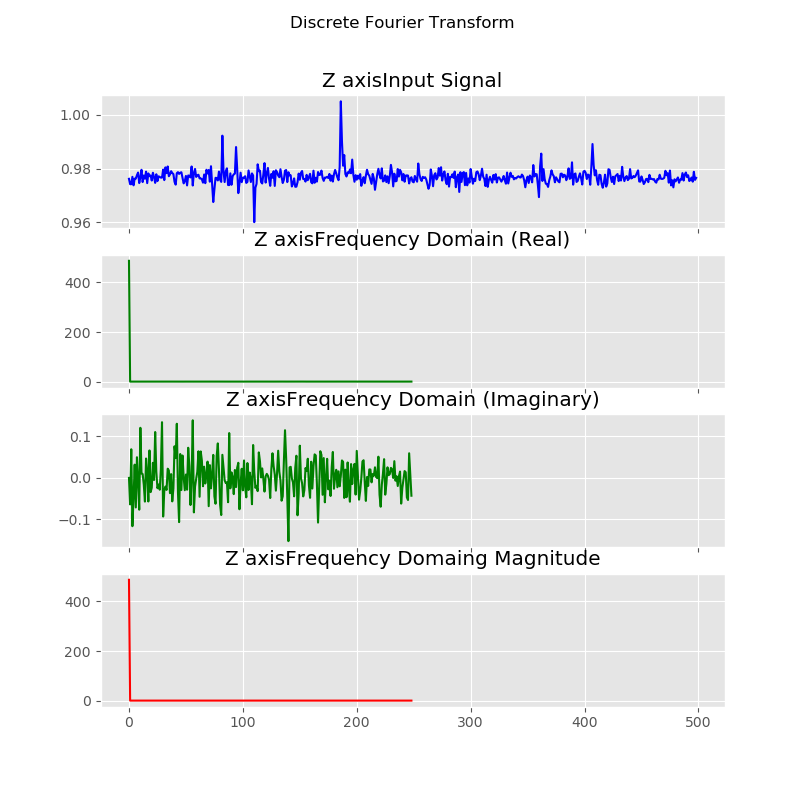 Discrete Fourier Transform
Z axisInput Signal
1.00
0.98
0.96
Z axisFrequency Domain (Real)
400
200
0
Z axisFrequency Domain (Imaginary)
0.1
0.0
−0.1
Z axisFrequency Domaing Magnitude
400
200
0
0 100 200 300 400 500